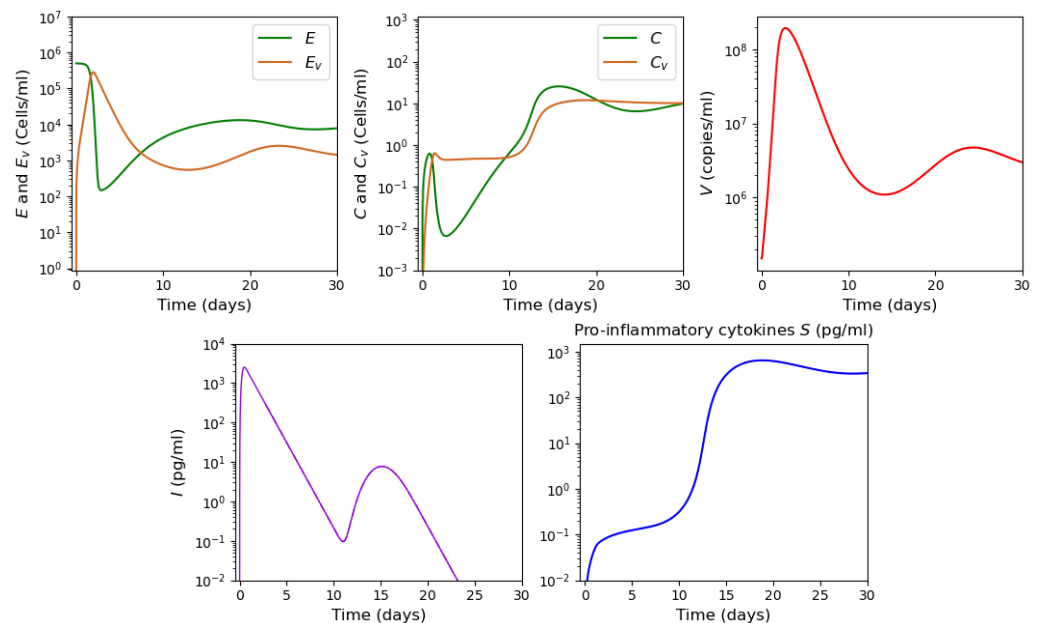 E and E_v (Cells/ml)
10^7
10^6
10^5
10^4
10^3
10^2
10^1
10^0
E
E_v
0 10 20 30
Time (days)
C and C_v (Cells/ml)
10^3
10^2
10^1
10^0
10^-1
10^-2
10^-3
C
C_v
0 10 20 30
Time (days)
V (copies/ml)
10^8
10^7
10^6
0 10 20 30
Time (days)
I (pg/ml)
10^4
10^3
10^2
10^1
10^0
10^-1
10^-2
0 5 10 15 20 25 30
Time (days)
Pro-inflammatory cytokines S (pg/ml)
10^3
10^2
10^1
10^0
10^-1
10^-2
0 5 10 15 20 25 30
Time (days)